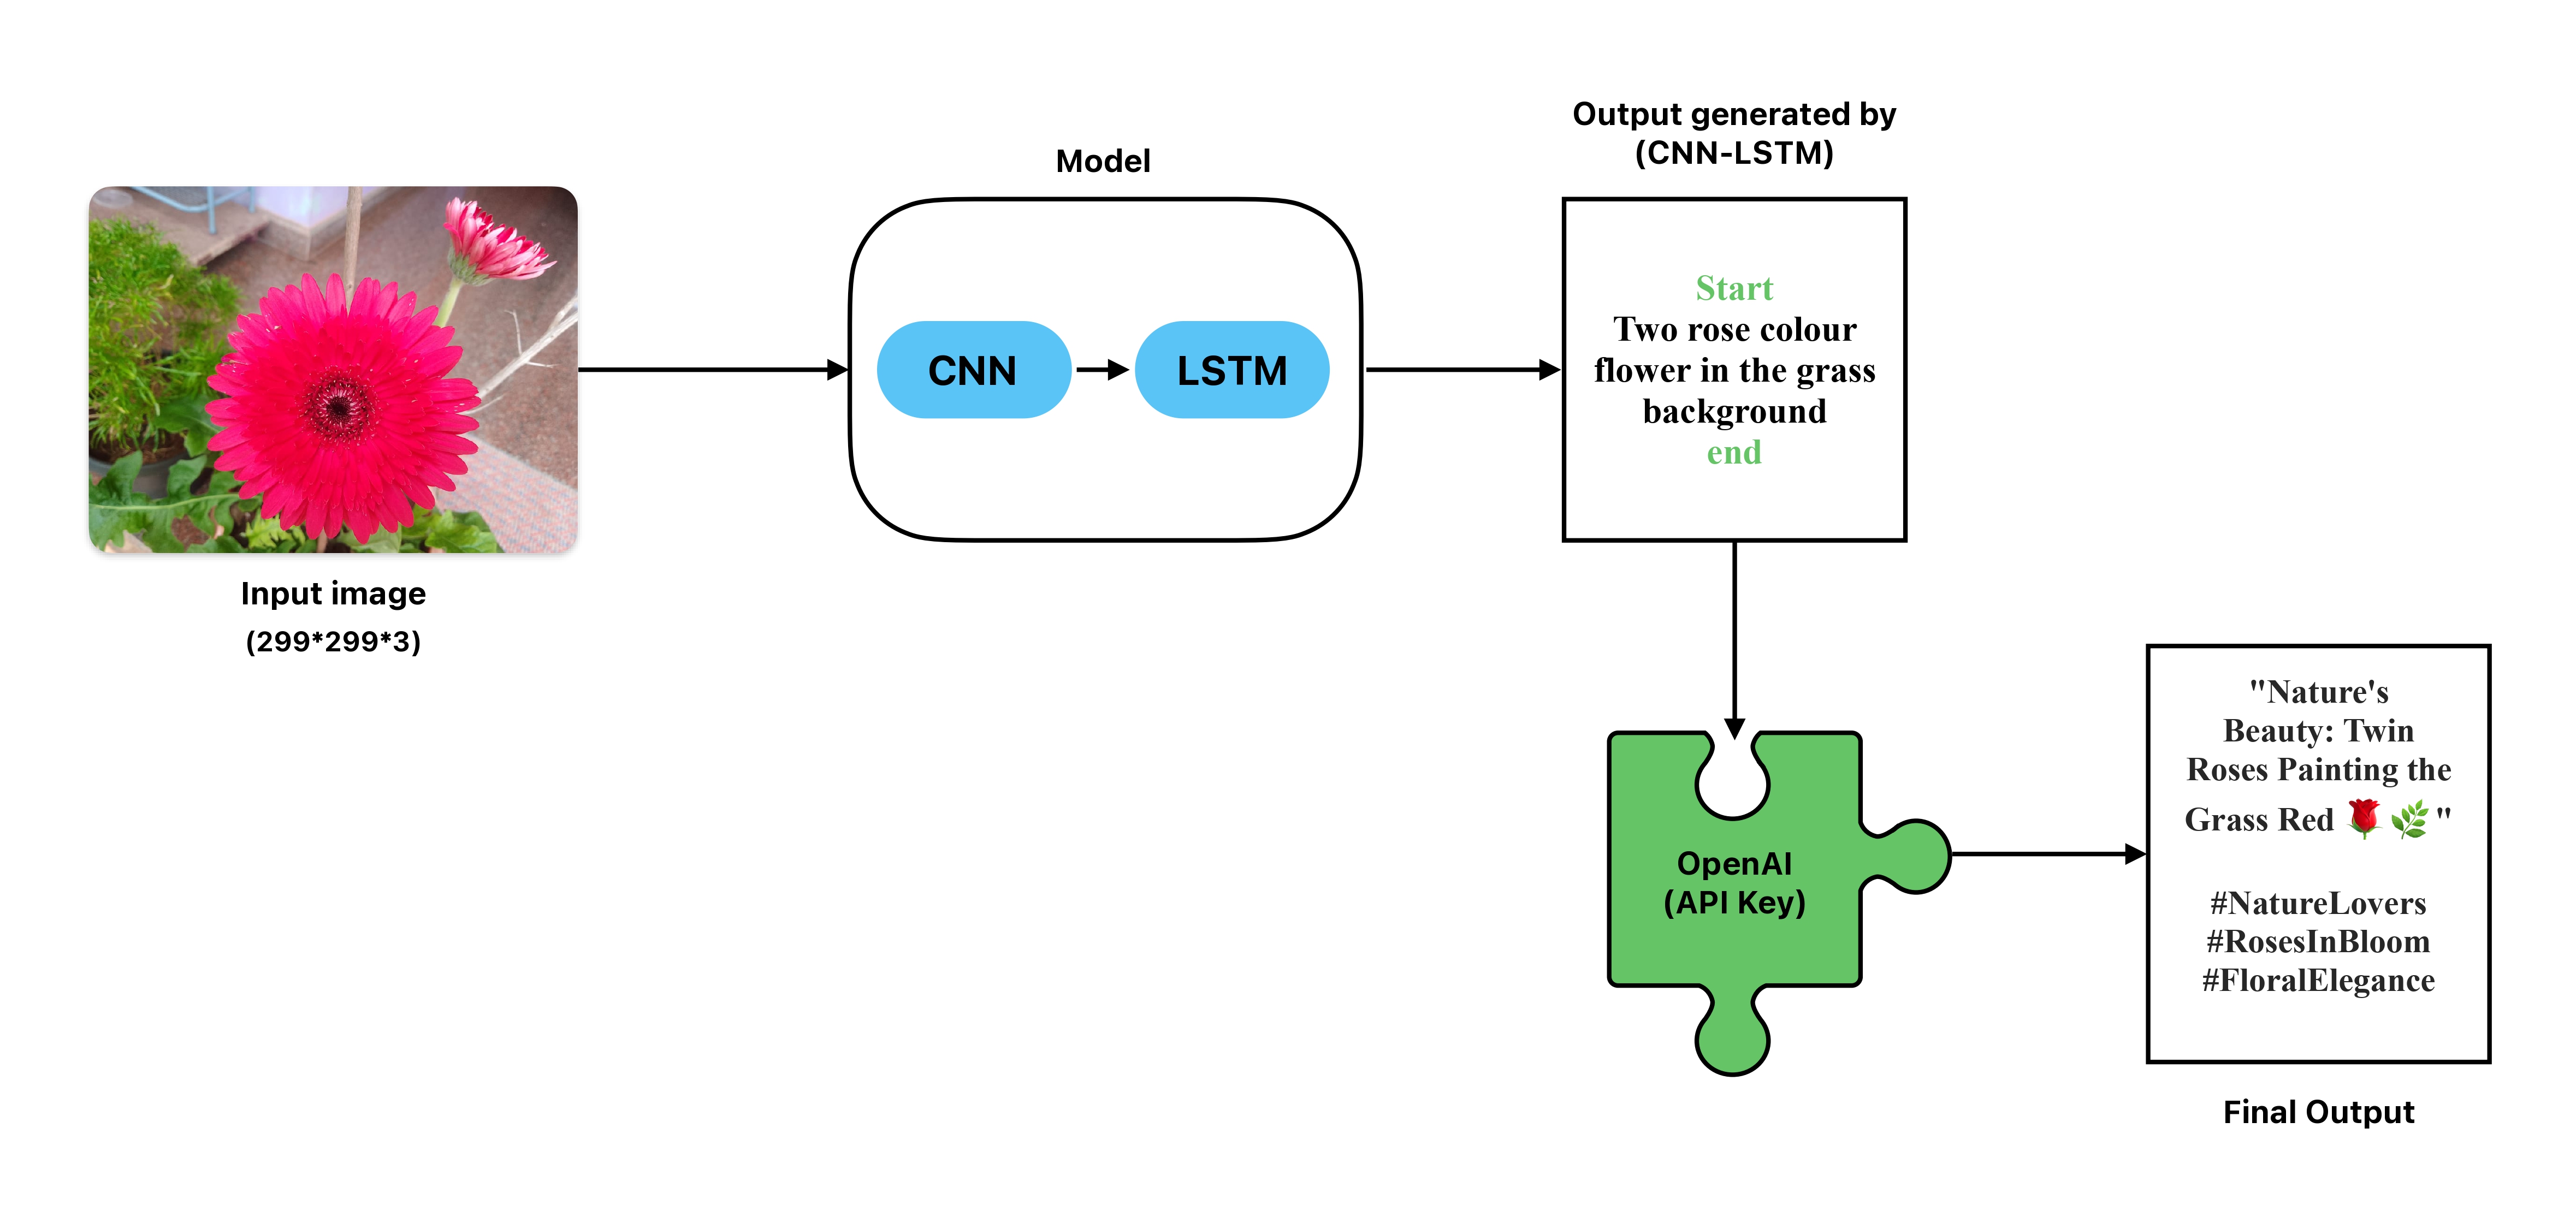 Input image
(299*299*3)
Model
CNN
LSTM
Output generated by
(CNN-LSTM)
Start
Two rose colour
flower in the grass
background
end
OpenAI
(API Key)
"Nature's
Beauty: Twin
Roses Painting the
Grass Red 🌹🌿"
#NatureLovers
#RosesInBloom
#FloralElegance
Final Output